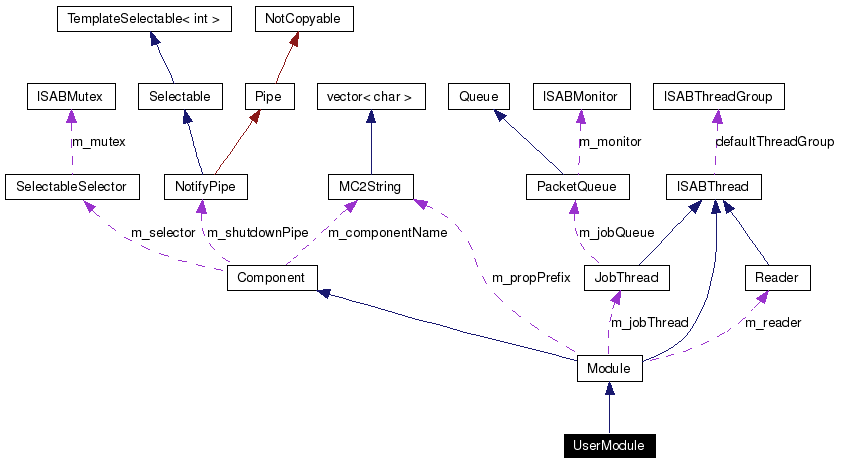 TemplateSelectable< int >
NotCopyable
ISABMutex
Selectable
Pipe
vector< char >
Queue
ISABMonitor
ISABThreadGroup
m_mutex
m_monitor
defaultThreadGroup
SelectableSelector
NotifyPipe
MC2String
PacketQueue
ISABThread
m_selector
m_shutdownPipe
m_componentName
m_jobQueue
Component
m_propPrefix
JobThread
Reader
m_jobThread
m_reader
Module
UserModule